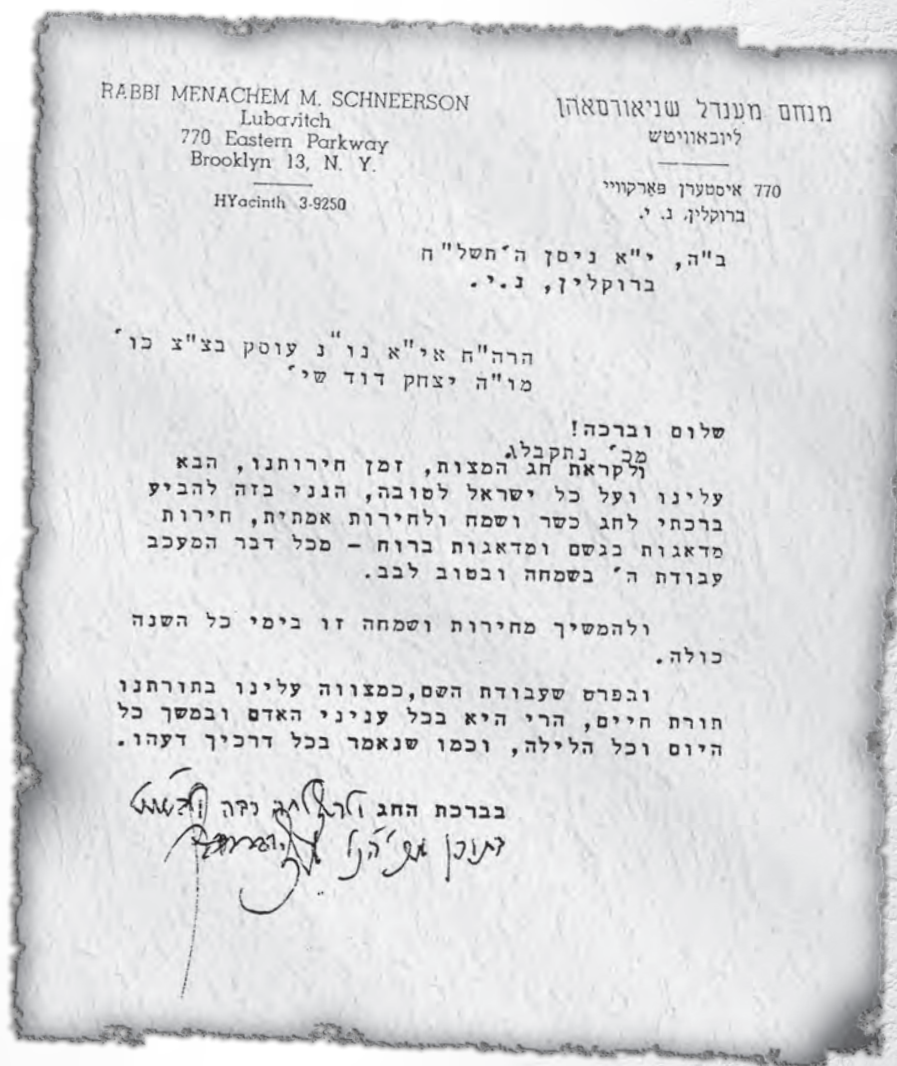 RABBI MENACHEM M. SCHNEERSON
Lubavitch
770 Eastern Parkway
Brooklyn 13, N. Y.
HYacinth 3-9250
מנחם מענדל שניאורסאהן
ליובאוויטש
770 איסטערן פארקוויי
ברוקלין, נ. י.
ב"ה, י"א ניסן ה'תשל"ח
ברוקלין, נ.י.
הרה"ח אי"א נו"נ עוסק בצ"צ כו'
מו"ה יצחק דוד שי'
שלום וברכה!
מכ' נתקבלו.
ולקראת חג המצות, זמן חירותנו, הבא
עלינו ועל כל ישראל לטובה, הנני בזה להביע
ברכתי לחג כשר ושמח ולחירות אמתית, חירות
מדאגות בגשם ומדאגות ברוח – מכל דבר המעכב
עבודת ה' בשמחה ובטוב לבב.
ולהמשיך מחירות ושמחה זו בימי כל השנה
כולה.
ובפרט שעבודת השם, כמצווה עלינו בתורתנו
תורת חיים, הרי היא בכל עניני האדם ובמשך כל
היום וכל הלילה, וכמו שנאמר בכל דרכיך דעהו.
בברכת החג